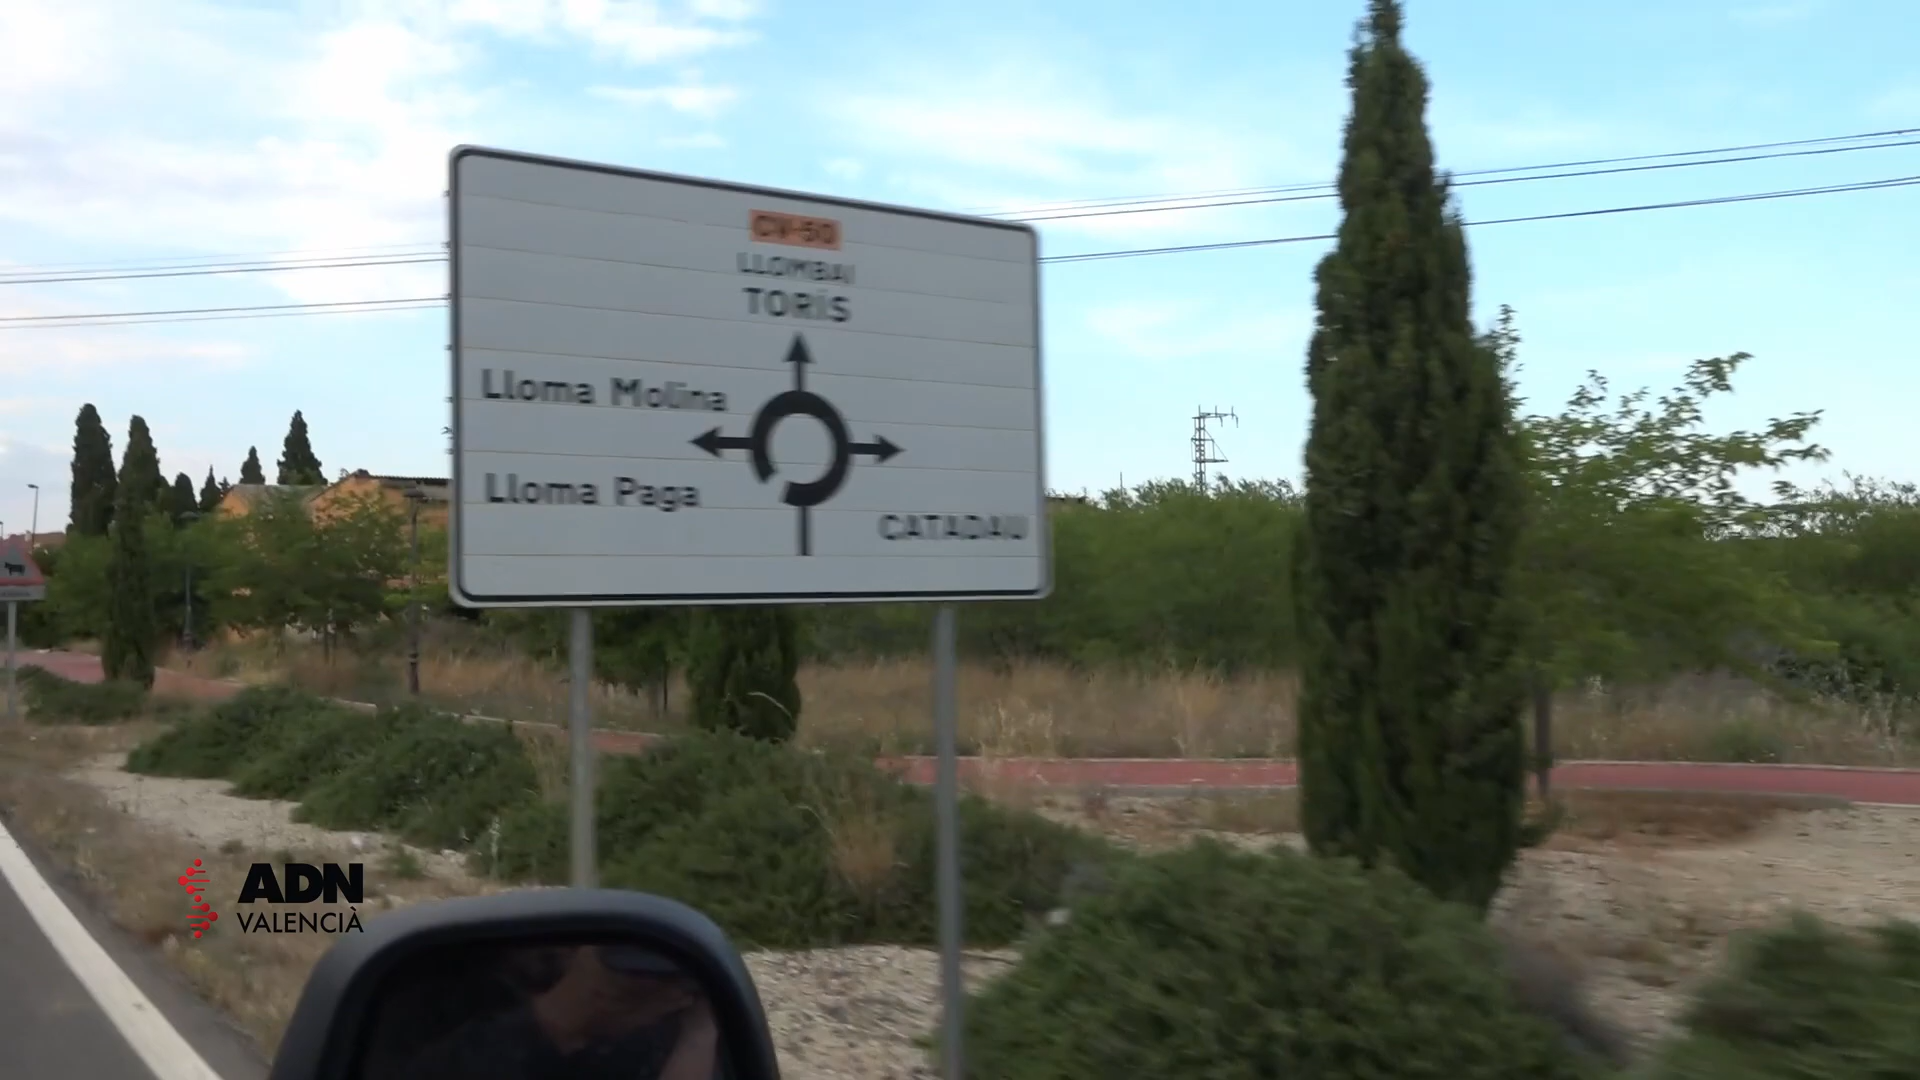 CV-50
LLOMBAI
TORÍS
Lloma Molina
Lloma Paga
CATADAU
ADN
VALENCIÀ